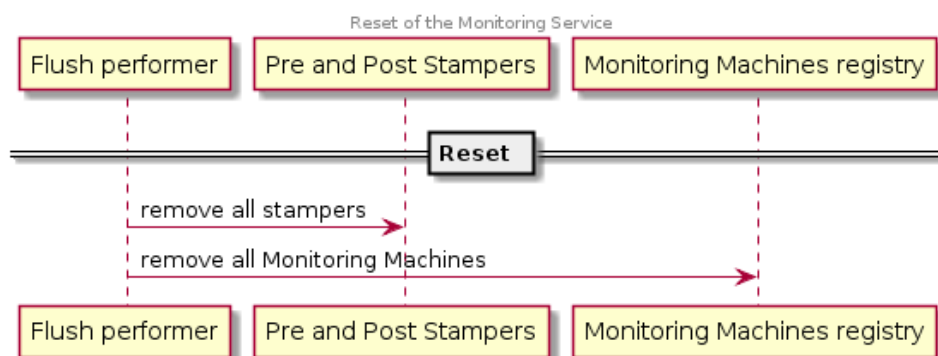 Reset of the Monitoring Service
Flush performer
Pre and Post Stampers
Monitoring Machines registry
Reset
remove all stampers
remove all Monitoring Machines
Flush performer
Pre and Post Stampers
Monitoring Machines registry